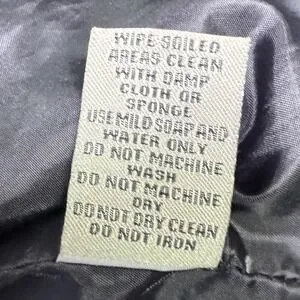 WIPE SOILED
AREAS CLEAN
WITH DAMP
CLOTH OR
SPONGE
USE MILD SOAP AND
WATER ONLY
DO NOT MACHINE
WASH
DO NOT MACHINE
DRY
DO NOT DRY CLEAN
DO NOT IRON